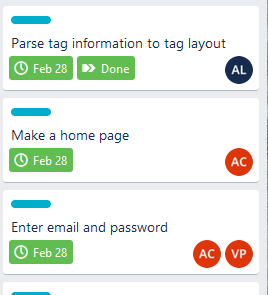 Parse tag information to tag layout
Feb 28 Done
AL
Make a home page
Feb 28
AC
Enter email and password
Feb 28
AC VP